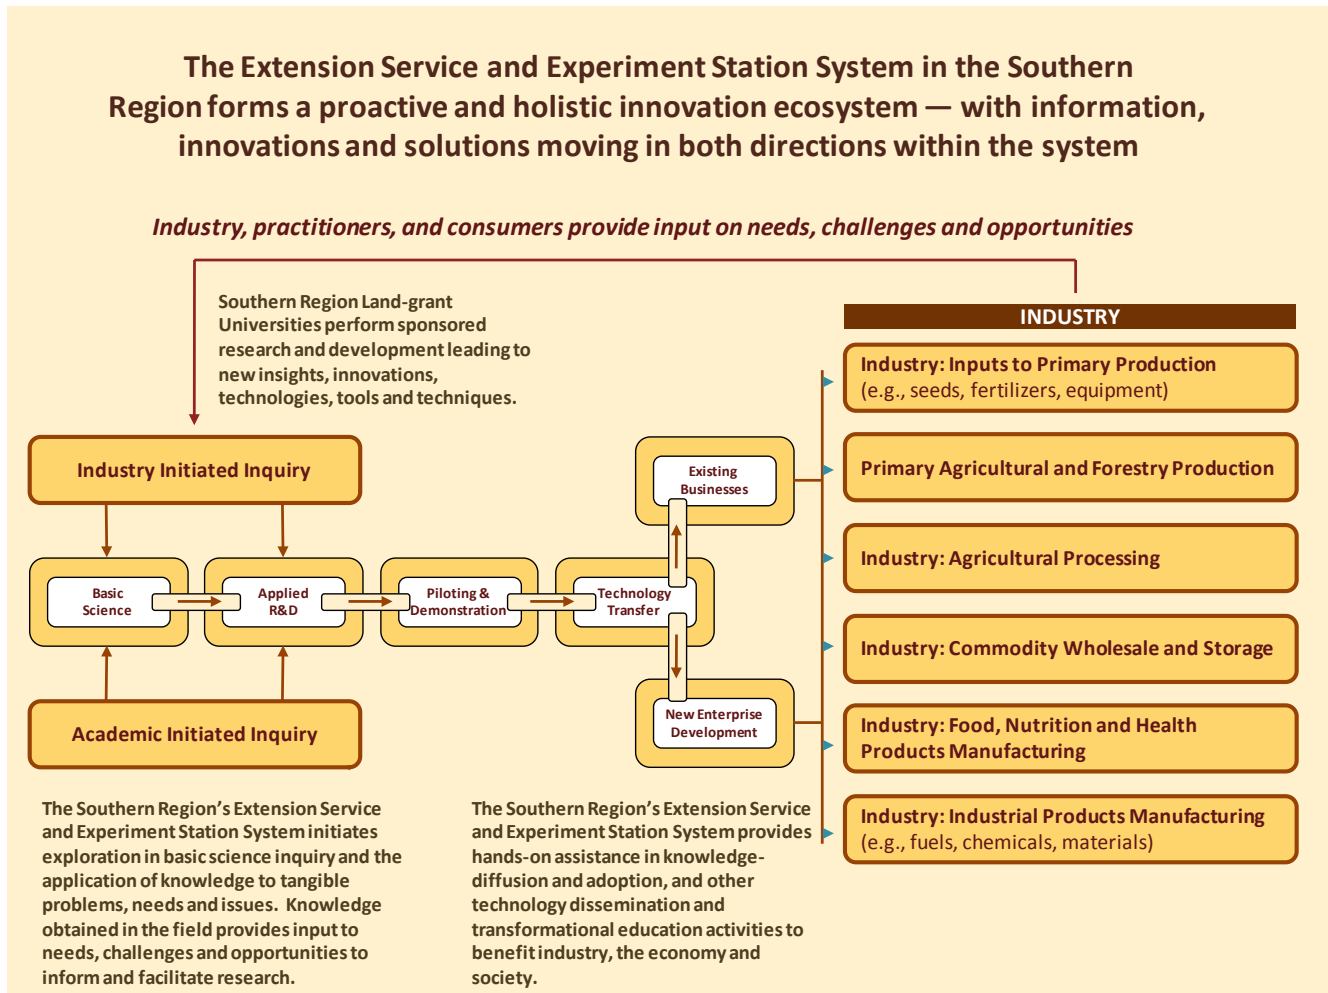 The Extension Service and Experiment Station System in the Southern
Region forms a proactive and holistic innovation ecosystem — with information,
innovations and solutions moving in both directions within the system
Industry, practitioners, and consumers provide input on needs, challenges and opportunities
Southern Region Land-grant
Universities perform sponsored
research and development leading to
new insights, innovations,
technologies, tools and techniques.
Industry Initiated Inquiry
Basic
Science
Applied
R&D
Piloting &
Demonstration
Technology
Transfer
Existing
Businesses
New Enterprise
Development
Academic Initiated Inquiry
INDUSTRY
Industry: Inputs to Primary Production
(e.g., seeds, fertilizers, equipment)
Primary Agricultural and Forestry Production
Industry: Agricultural Processing
Industry: Commodity Wholesale and Storage
Industry: Food, Nutrition and Health
Products Manufacturing
Industry: Industrial Products Manufacturing
(e.g., fuels, chemicals, materials)
The Southern Region's Extension Service
and Experiment Station System initiates
exploration in basic science inquiry and the
application of knowledge to tangible
problems, needs and issues. Knowledge
obtained in the field provides input to
needs, challenges and opportunities to
inform and facilitate research.
The Southern Region's Extension Service
and Experiment Station System provides
hands-on assistance in knowledge-
diffusion and adoption, and other
technology dissemination and
transformational education activities to
benefit industry, the economy and
society.